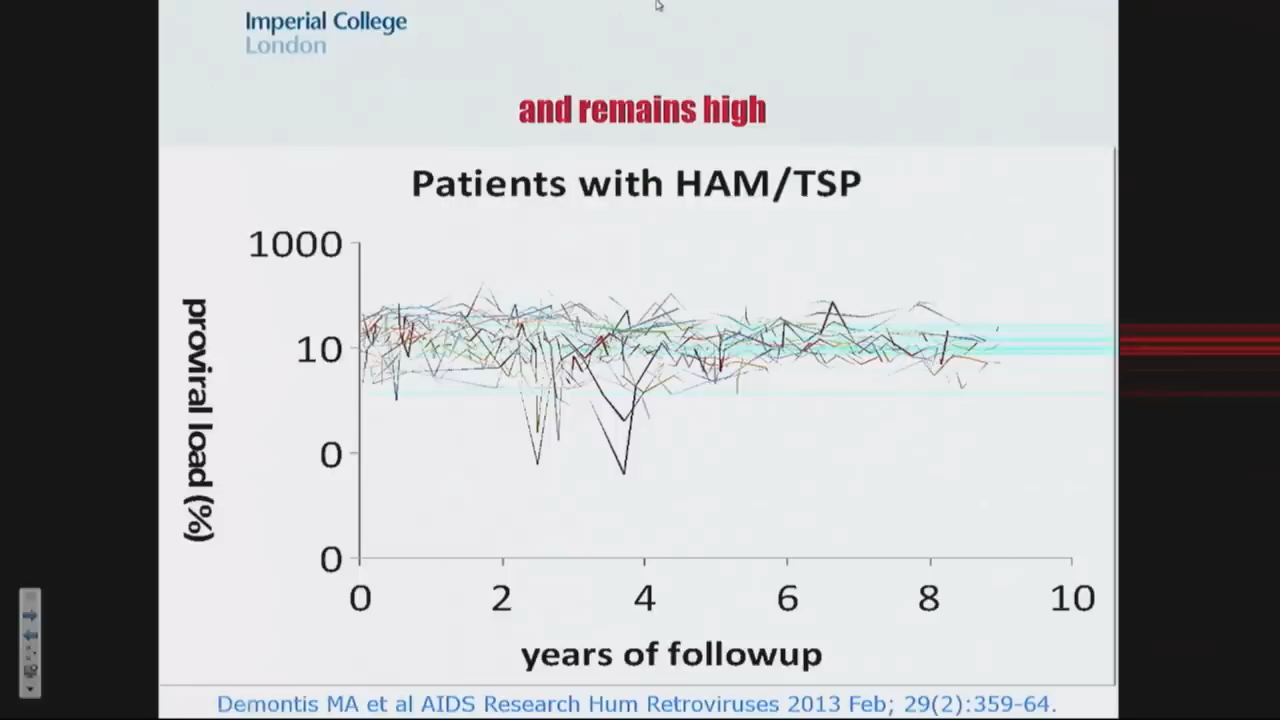 Imperial College
London
and remains high
Patients with HAM/TSP
1000
10
0
0
proviral load (%)
0 2 4 6 8 10
years of followup
Demontis MA et al AIDS Research Hum Retroviruses 2013 Feb; 29(2):359-64.